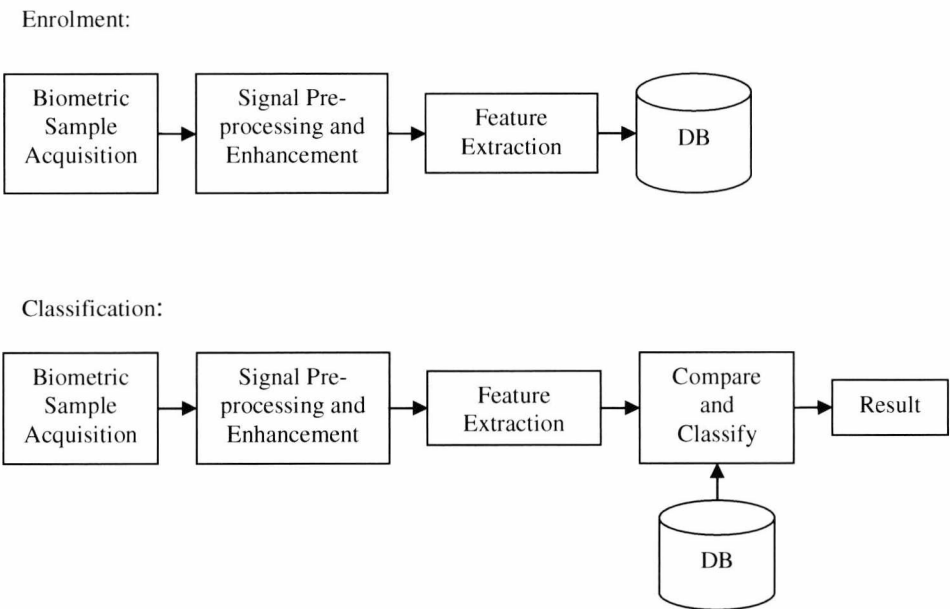 Enrolment:
Biometric
Sample
Acquisition
Signal Pre-
processing and
Enhancement
Feature
Extraction
DB
Classification:
Biometric
Sample
Acquisition
Signal Pre-
processing and
Enhancement
Feature
Extraction
Compare
and
Classify
Result
DB